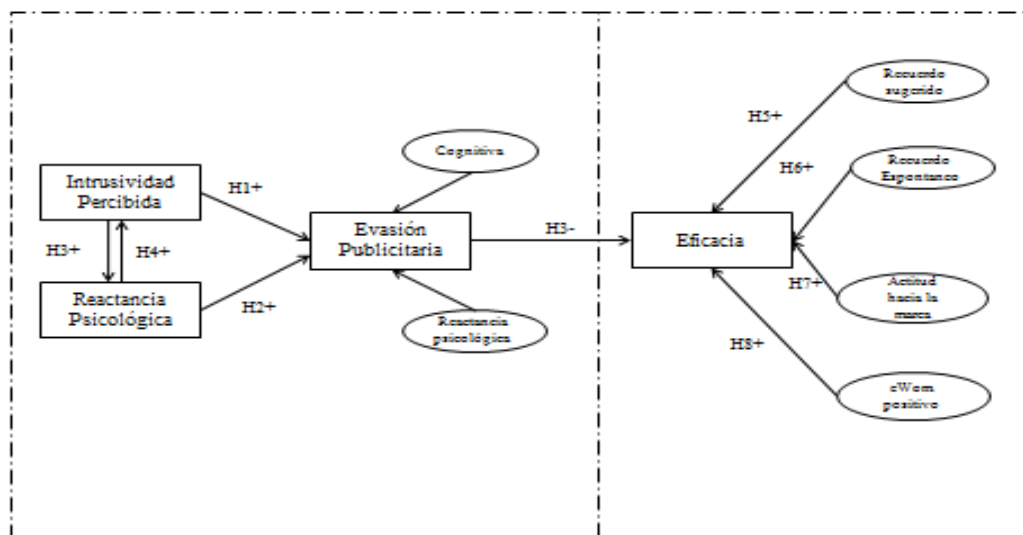 Recuerdo
sugerido
H5+
Cognitiva
H6+
Recuerdo
Espontaneo
Intrusividad
Percibida
H1+
Evasión
Publicitaria
H3-
Eficacia
H3+
H4+
Reactancia
Psicológica
H2+
H7+
Actitud
hacia la
marca
Reactancia
psicológica
H8+
eWom
positivo